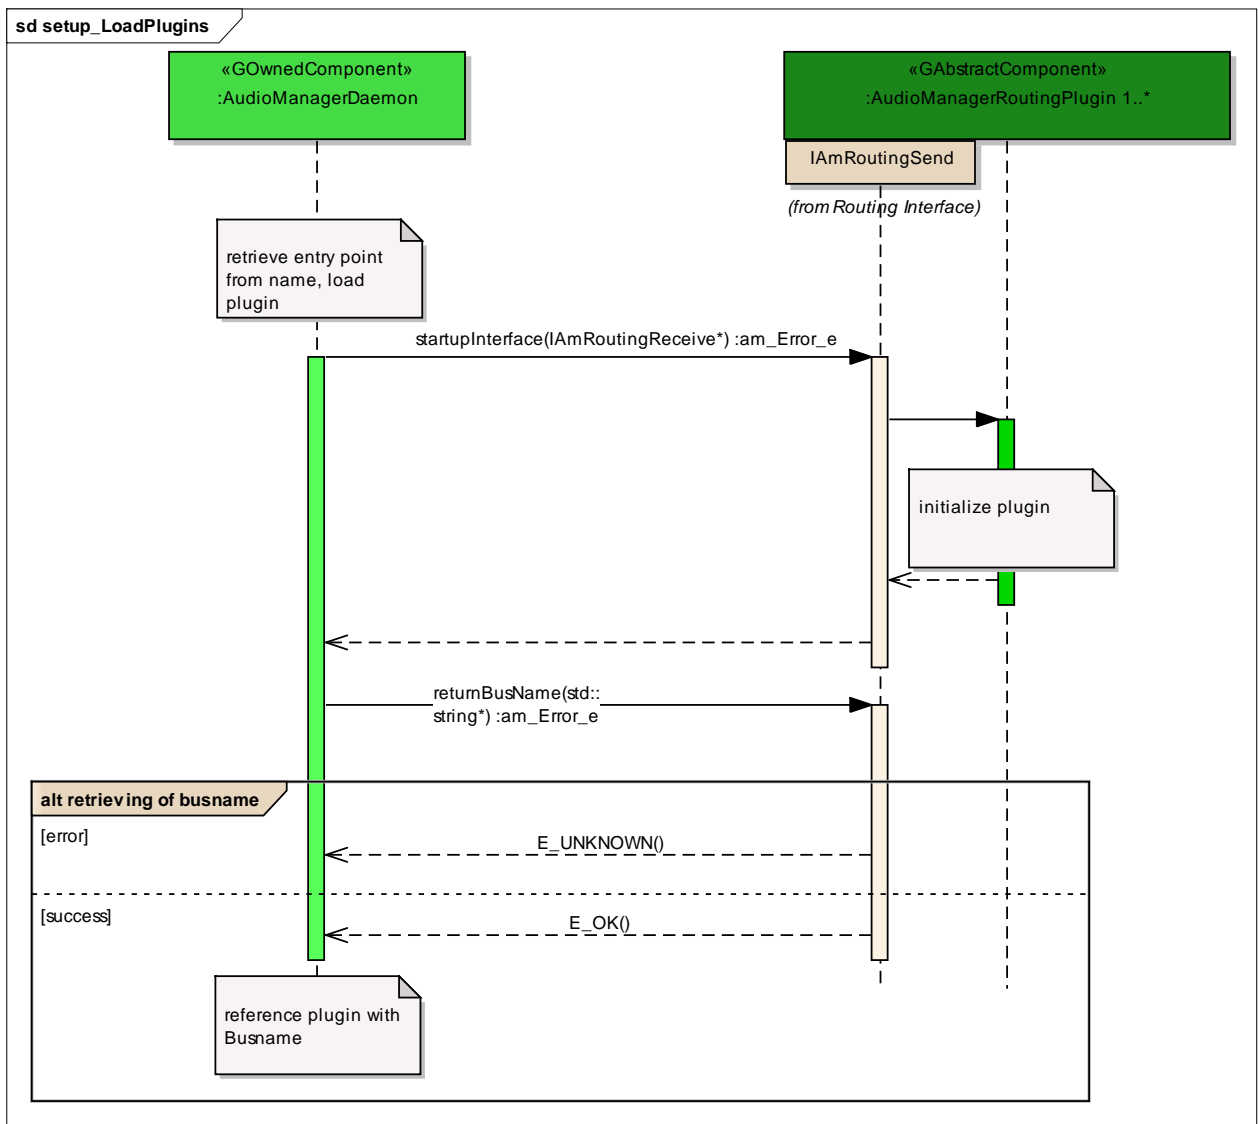 sd setup_LoadPlugins
«GOwnedComponent»
:AudioManagerDaemon
«GAbstractComponent»
:AudioManagerRoutingPlugin 1..*
IAmRoutingSend
(from Routing Interface)
retrieve entry point
from name, load
plugin
startupInterface(IAmRoutingReceive*) :am_Error_e
initialize plugin
returnBusName(std::
string*) :am_Error_e
alt retrieving of busname
[error]
E_UNKNOWN()
[success]
E_OK()
reference plugin with
Busname